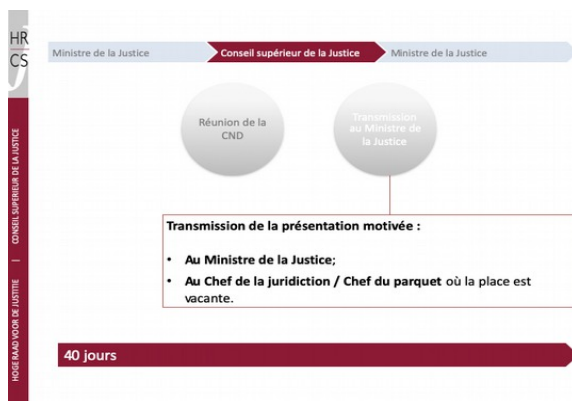 HR
CS
Ministre de la Justice
Conseil supérieur de la Justice
Ministre de la Justice
Réunion de la
CND
Transmission
au Ministre de
la Justice
Transmission de la présentation motivée :
• Au Ministre de la Justice;
• Au Chef de la juridiction / Chef du parquet où la place est
vacante.
40 jours
HOGE RAAD VOOR DE JUSTITIE | CONSEIL SUPERIEUR DE LA JUSTICE